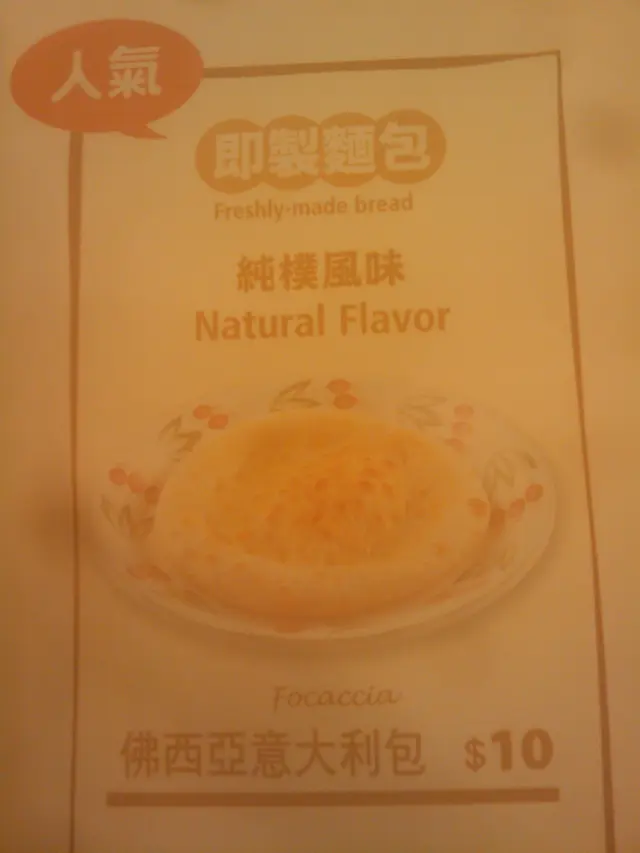 人氣
即製麵包
Freshly-made bread
純樸風味
Natural Flavor
Focaccia
佛西亞意大利包 $10